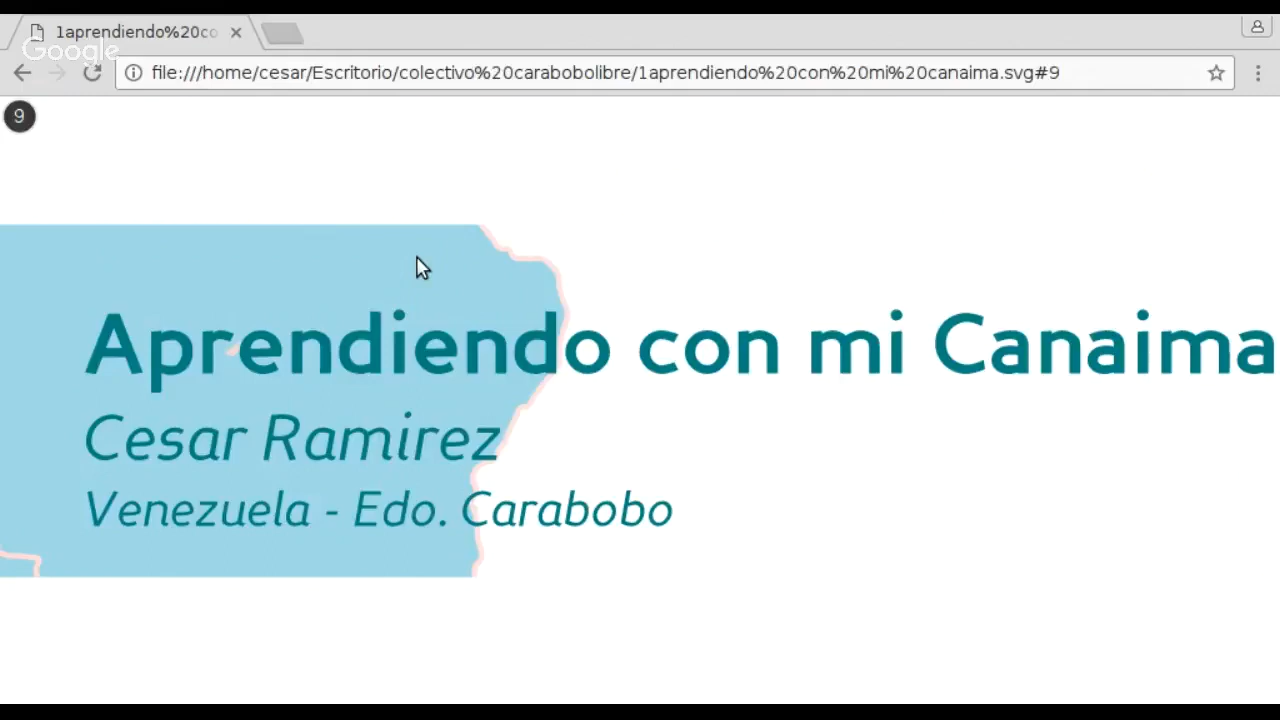 1aprendiendo%20co
Google
file:///home/cesar/Escritorio/colectivo%20carabobolibre/1aprendiendo%20con%20mi%20canaima.svg#9
9
Aprendiendo con mi Canaima
Cesar Ramirez
Venezuela - Edo. Carabobo